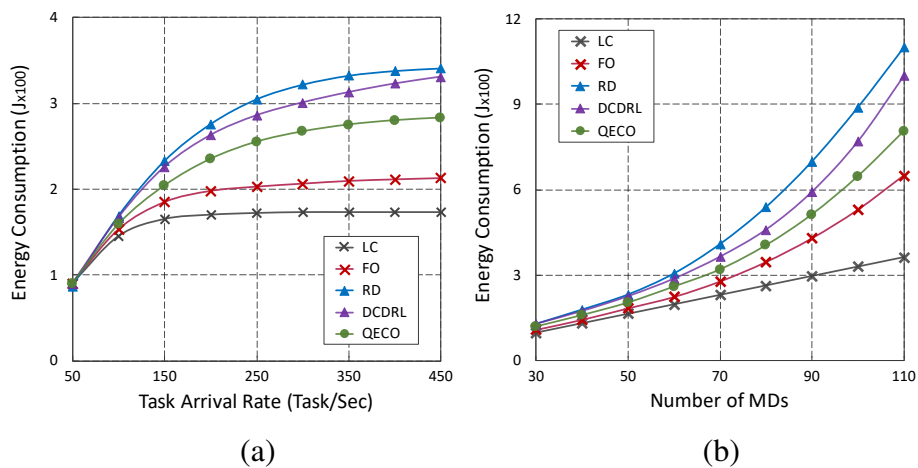 Energy Consumption (Jx100)
4
3
2
1
0
LC
FO
RD
DCDRL
QECO
50
150
250
350
450
Task Arrival Rate (Task/Sec)
(a)
Energy Consumption (Jx100)
12
9
6
3
0
LC
FO
RD
DCDRL
QECO
30
50
70
90
110
Number of MDs
(b)